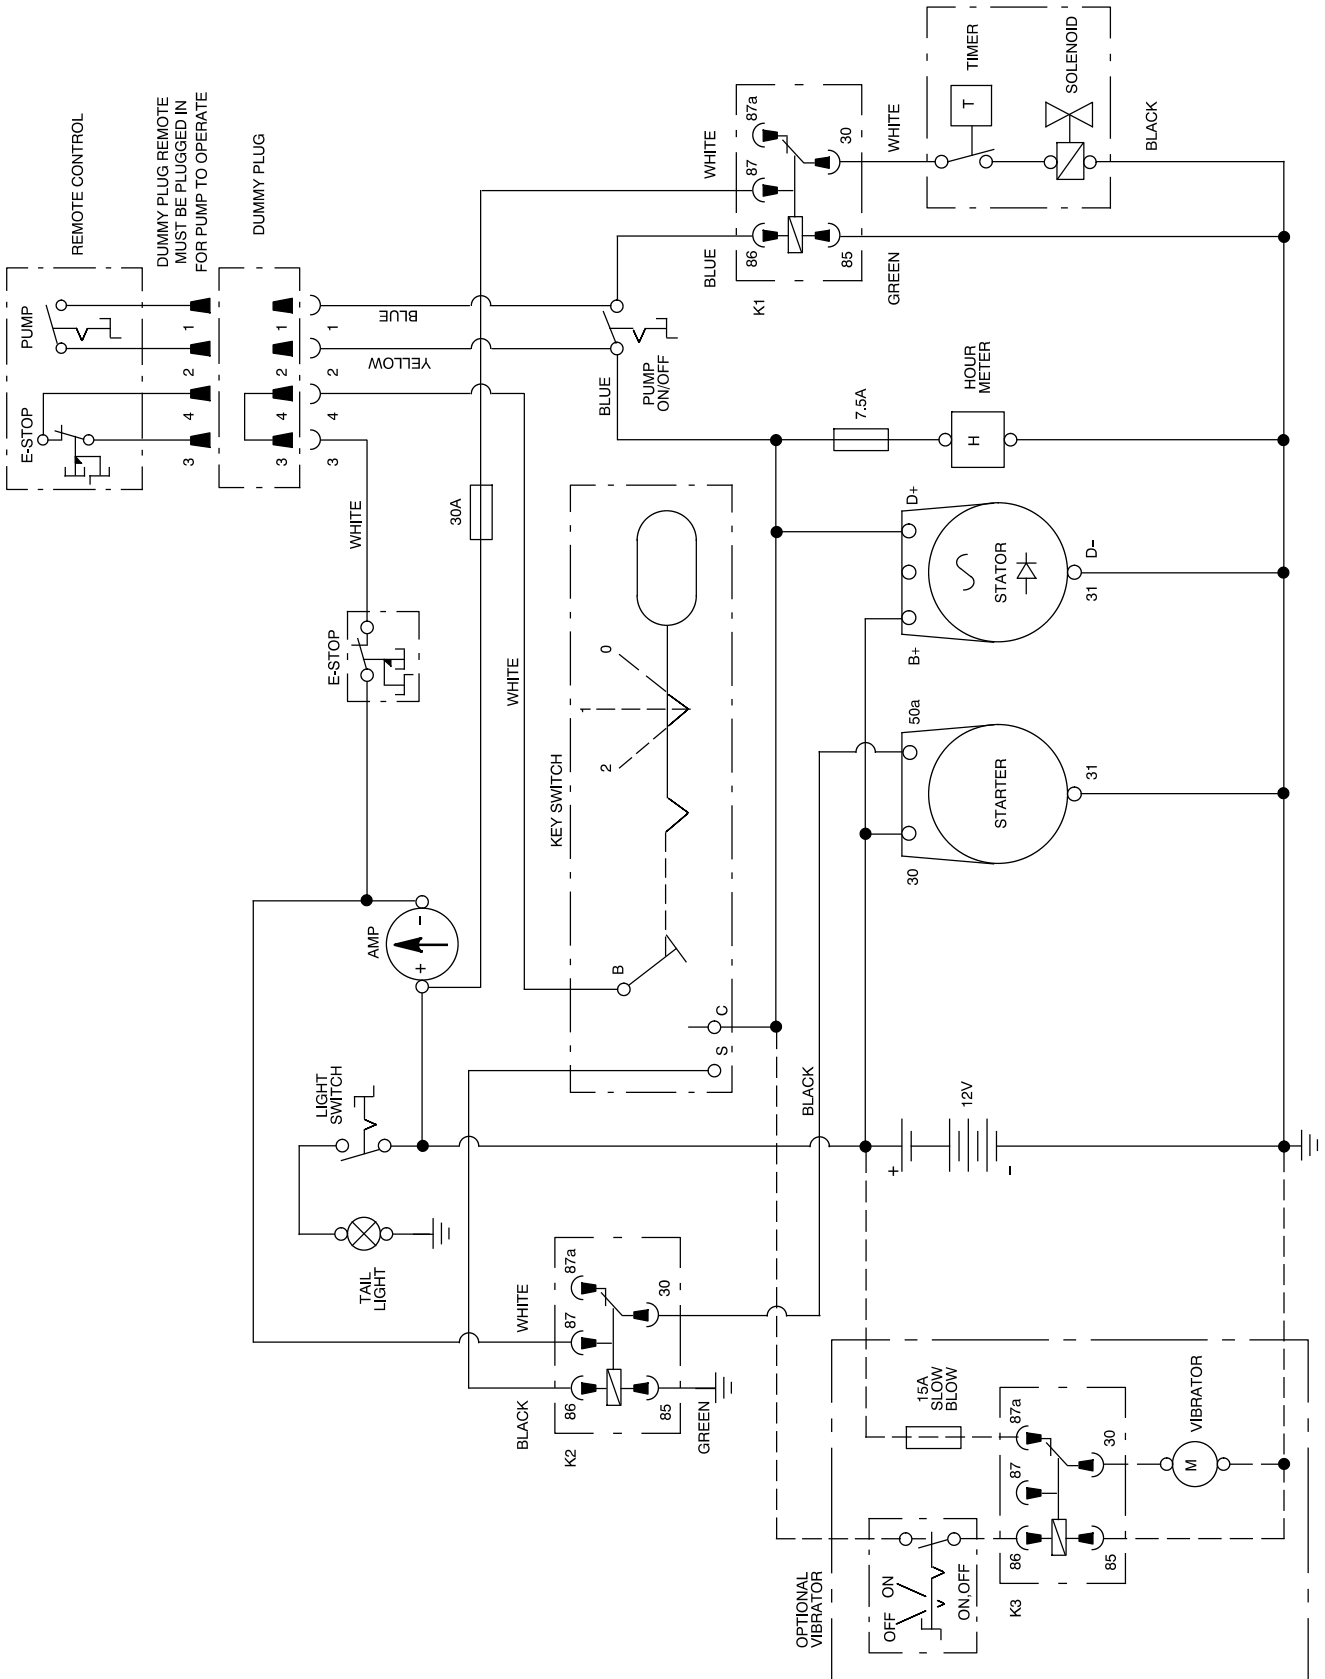 REMOTE CONTROL
PUMP
E-STOP
DUMMY PLUG REMOTE
MUST BE PLUGGED IN
FOR PUMP TO OPERATE
3
4
2
1
DUMMY PLUG
3
4
2
1
3
4
2
1
WHITE
YELLOW
BLUE
E-STOP
AMP
+
-
30A
WHITE
LIGHT
SWITCH
TAIL
LIGHT
KEY SWITCH
2
1
0
B
S
C
BLUE
PUMP
ON/OFF
BLUE
WHITE
K1
86
87
87a
85
30
GREEN
WHITE
TIMER
T
SOLENOID
BLACK
BLACK
WHITE
K2
86
87
87a
85
30
GREEN
BLACK
7.5A
HOUR
METER
H
B+
D+
STATOR
31
D-
30
50a
STARTER
31
+
12V
-
OPTIONAL
VIBRATOR
OFF
ON
ON,OFF
15A
SLOW
BLOW
K3
86
87
87a
85
30
VIBRATOR
M